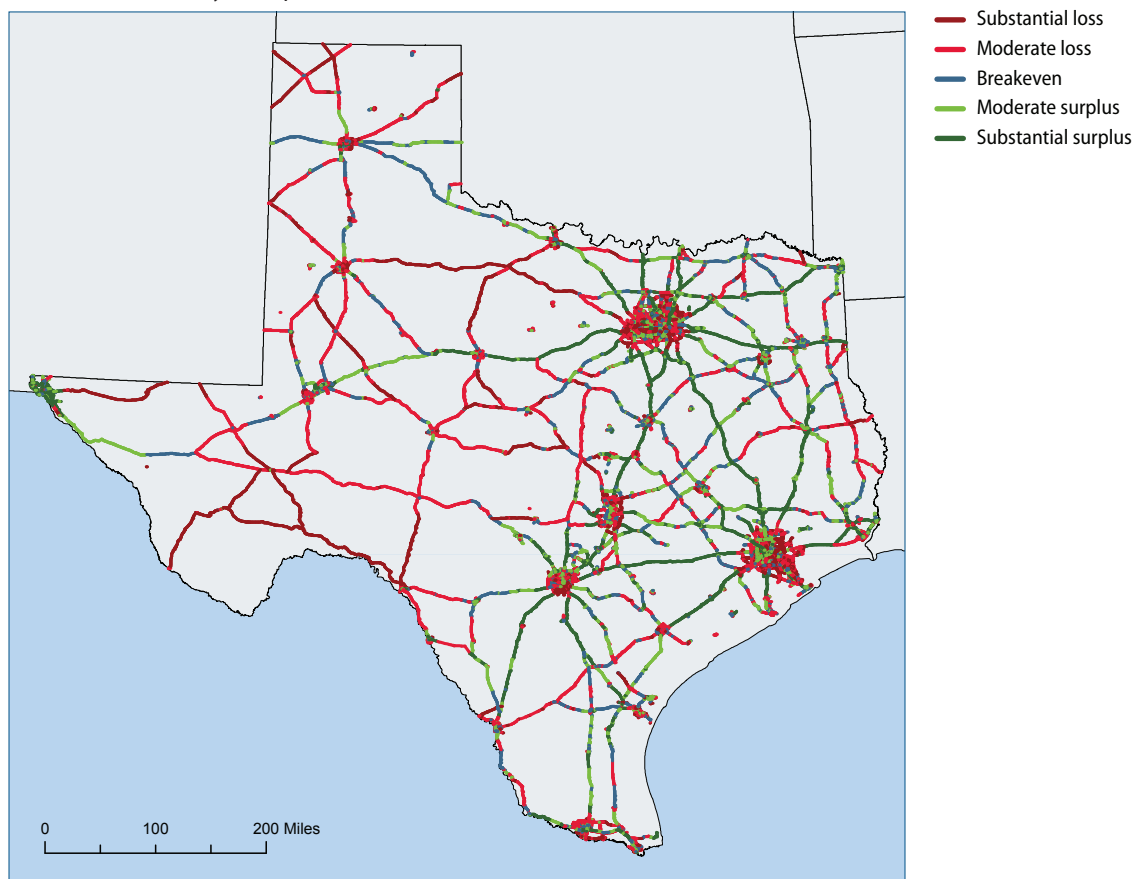 Substantial loss
Moderate loss
Breakeven
Moderate surplus
Substantial surplus
0 100 200 Miles